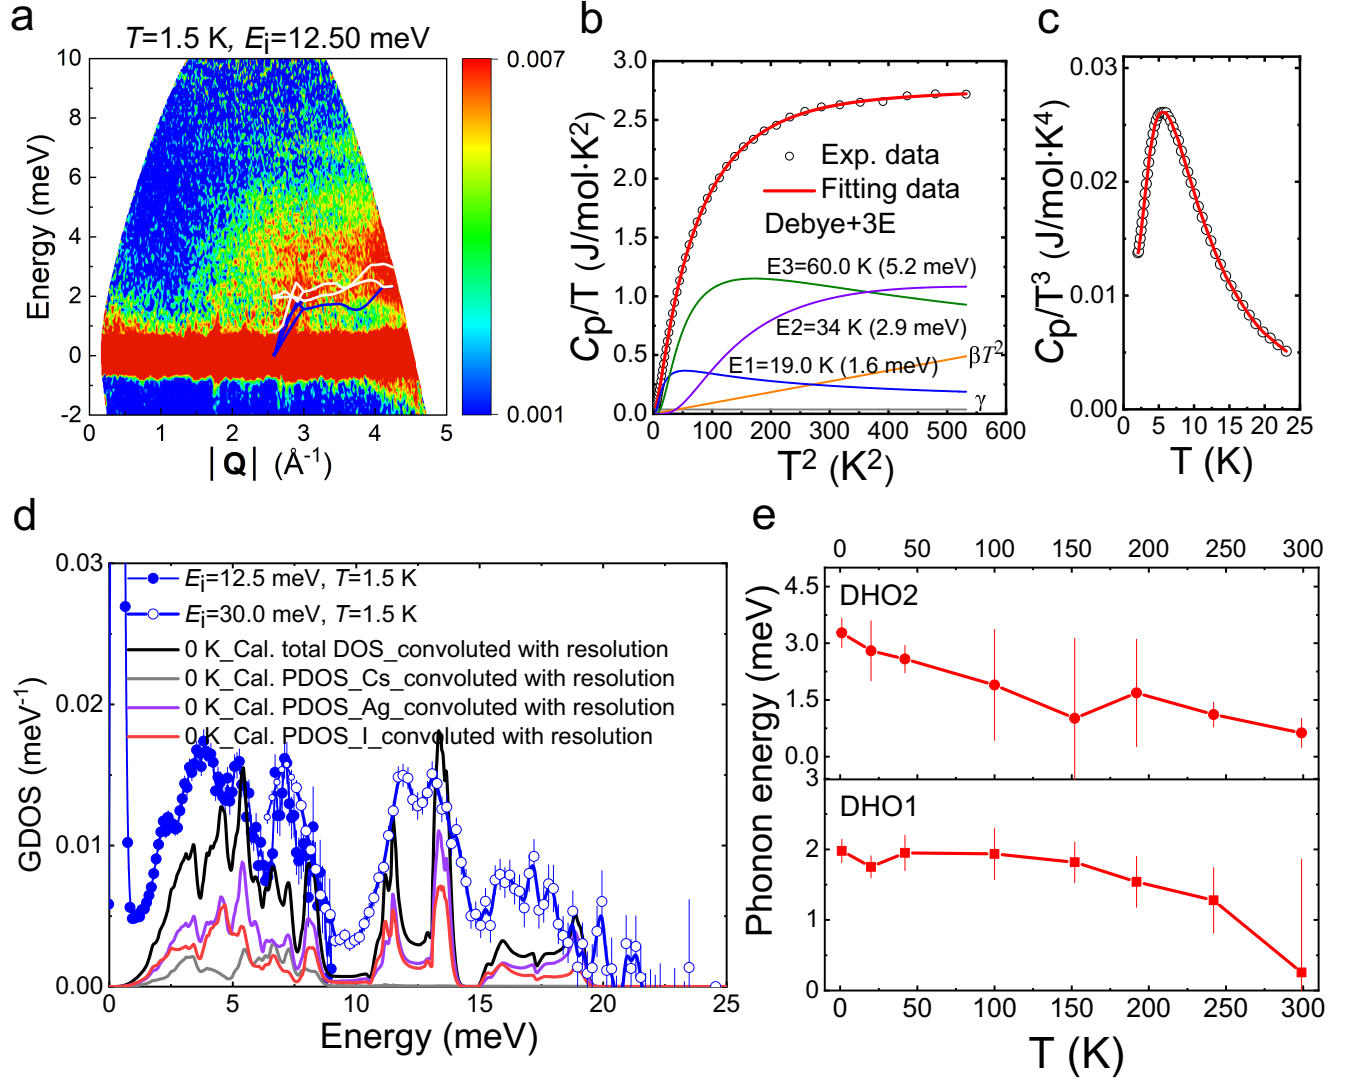 a
T=1.5 K, Ei=12.50 meV
10
8
6
4
2
0
-2
Energy (meV)
0 1 2 3 4 5
|Q| (Å-1)
0.007
0.001
b
3.0
2.5
2.0
1.5
1.0
0.5
0.0
Cp/T (J/mol·K2)
Exp. data
Fitting data
Debye+3E
E3=60.0 K (5.2 meV)
E2=34 K (2.9 meV)
E1=19.0 K (1.6 meV)
βT2
γ
0 100 200 300 400 500 600
T2 (K2)
c
0.03
0.02
0.01
0.00
Cp/T3 (J/mol·K4)
0 5 10 15 20 25
T (K)
d
0.03
0.02
0.01
0.00
GDOS (meV-1)
Ei=12.5 meV, T=1.5 K
Ei=30.0 meV, T=1.5 K
0 K_Cal. total DOS_convoluted with resolution
0 K_Cal. PDOS_Cs_convoluted with resolution
0 K_Cal. PDOS_Ag_convoluted with resolution
0 K_Cal. PDOS_I_convoluted with resolution
0 5 10 15 20 25
Energy (meV)
e
0 50 100 150 200 250 300
4.5
3.0
1.5
0.0
DHO2
Phonon energy (meV)
3
2
1
0
DHO1
0 50 100 150 200 250 300
T (K)